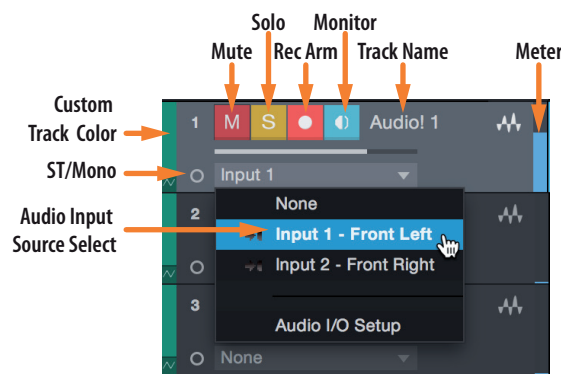 Solo
Monitor
Mute
Rec Arm
Track Name
Meter
Custom
Track Color
1
M
S
Audio! 1
ST/Mono
Input 1
None
Audio Input
Source Select
2
Input 1 - Front Left
Input 2 - Front Right
3
Audio I/O Setup
None